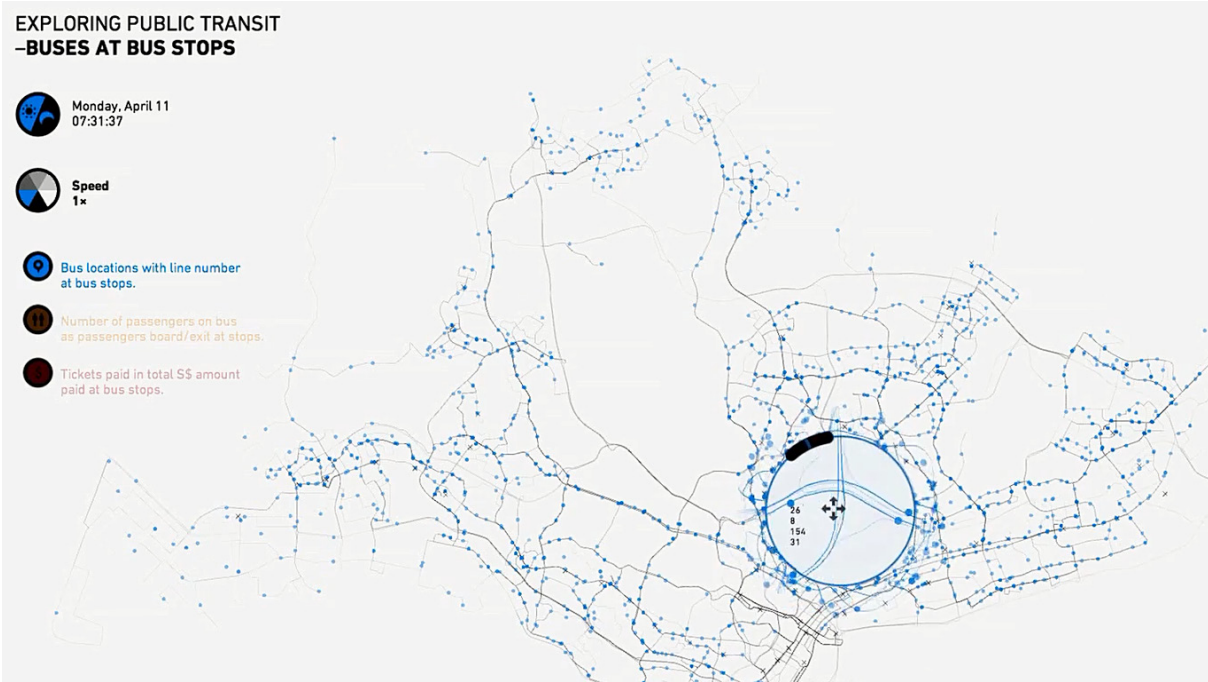 EXPLORING PUBLIC TRANSIT
–BUSES AT BUS STOPS
Monday, April 11
07:31:37
Speed
1×
Bus locations with line number
at bus stops.
Number of passengers on bus
as passengers board/exit at stops.
Tickets paid in total S$ amount
paid at bus stops.
26
8
154
31